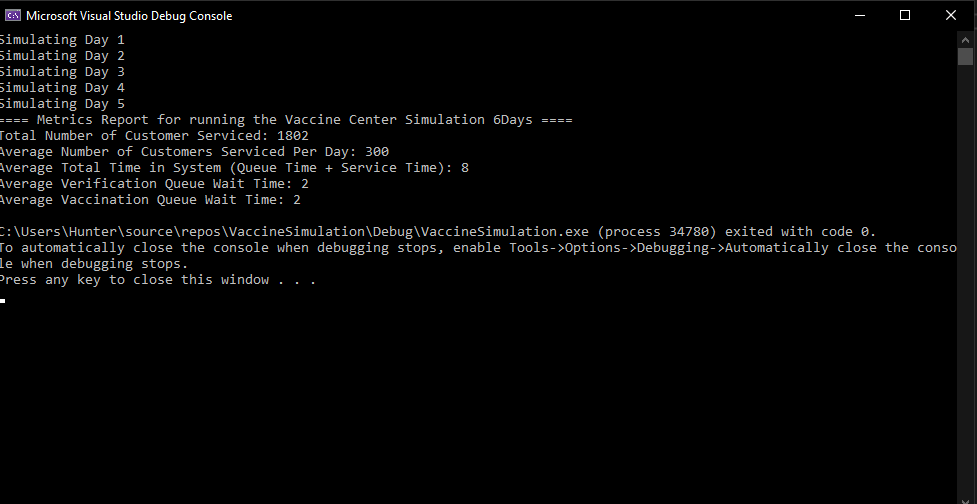 Microsoft Visual Studio Debug Console
Simulating Day 1
Simulating Day 2
Simulating Day 3
Simulating Day 4
Simulating Day 5
==== Metrics Report for running the Vaccine Center Simulation 6Days ====
Total Number of Customer Serviced: 1802
Average Number of Customers Serviced Per Day: 300
Average Total Time in System (Queue Time + Service Time): 8
Average Verification Queue Wait Time: 2
Average Vaccination Queue Wait Time: 2
C:\Users\Hunter\source\repos\VaccineSimulation\Debug\VaccineSimulation.exe (process 34780) exited with code 0.
To automatically close the console when debugging stops, enable Tools->Options->Debugging->Automatically close the conso
le when debugging stops.
Press any key to close this window . . .